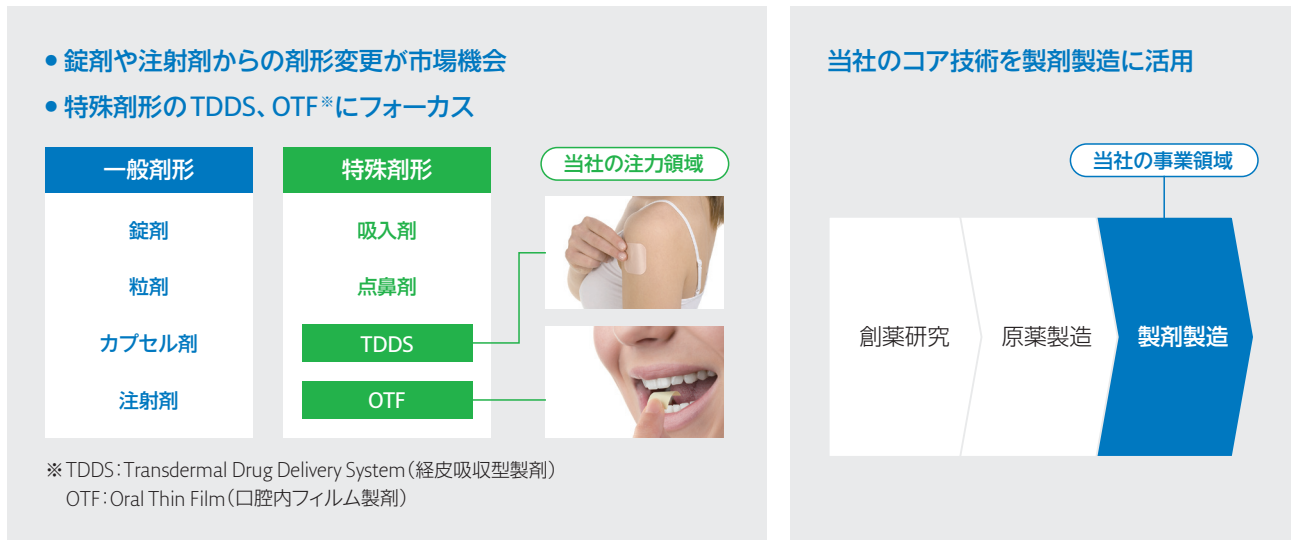 ● 錠剤や注射剤からの剤形変更が市場機会
● 特殊剤形のTDDS、OTF※にフォーカス
一般剤形
錠剤
粒剤
カプセル剤
注射剤
特殊剤形
吸入剤
点鼻剤
TDDS
OTF
当社の注力領域
※TDDS:Transdermal Drug Delivery System(経皮吸収型製剤)
OTF:Oral Thin Film(口腔内フィルム製剤)
当社のコア技術を製剤製造に活用
当社の事業領域
創薬研究
原薬製造
製剤製造